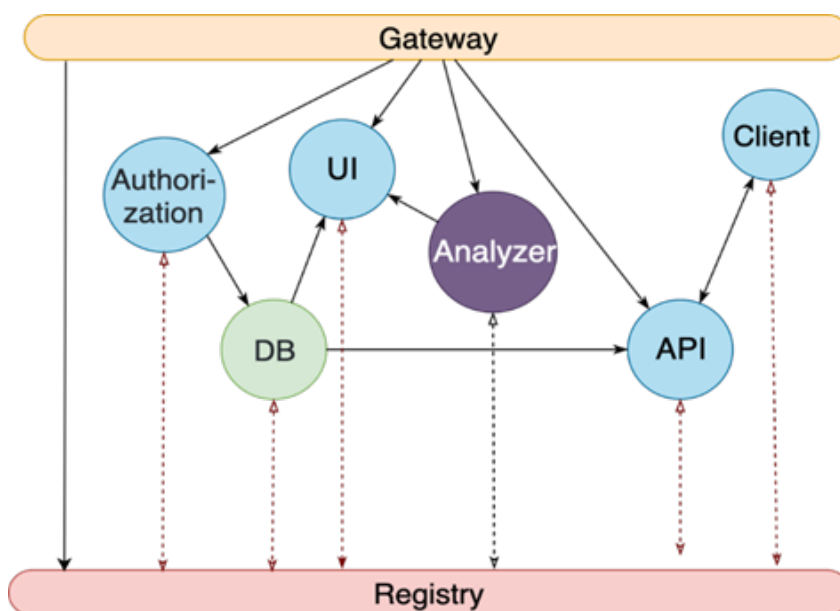 Gateway
Client
UI
Authori-
zation
Analyzer
DB
API
Registry